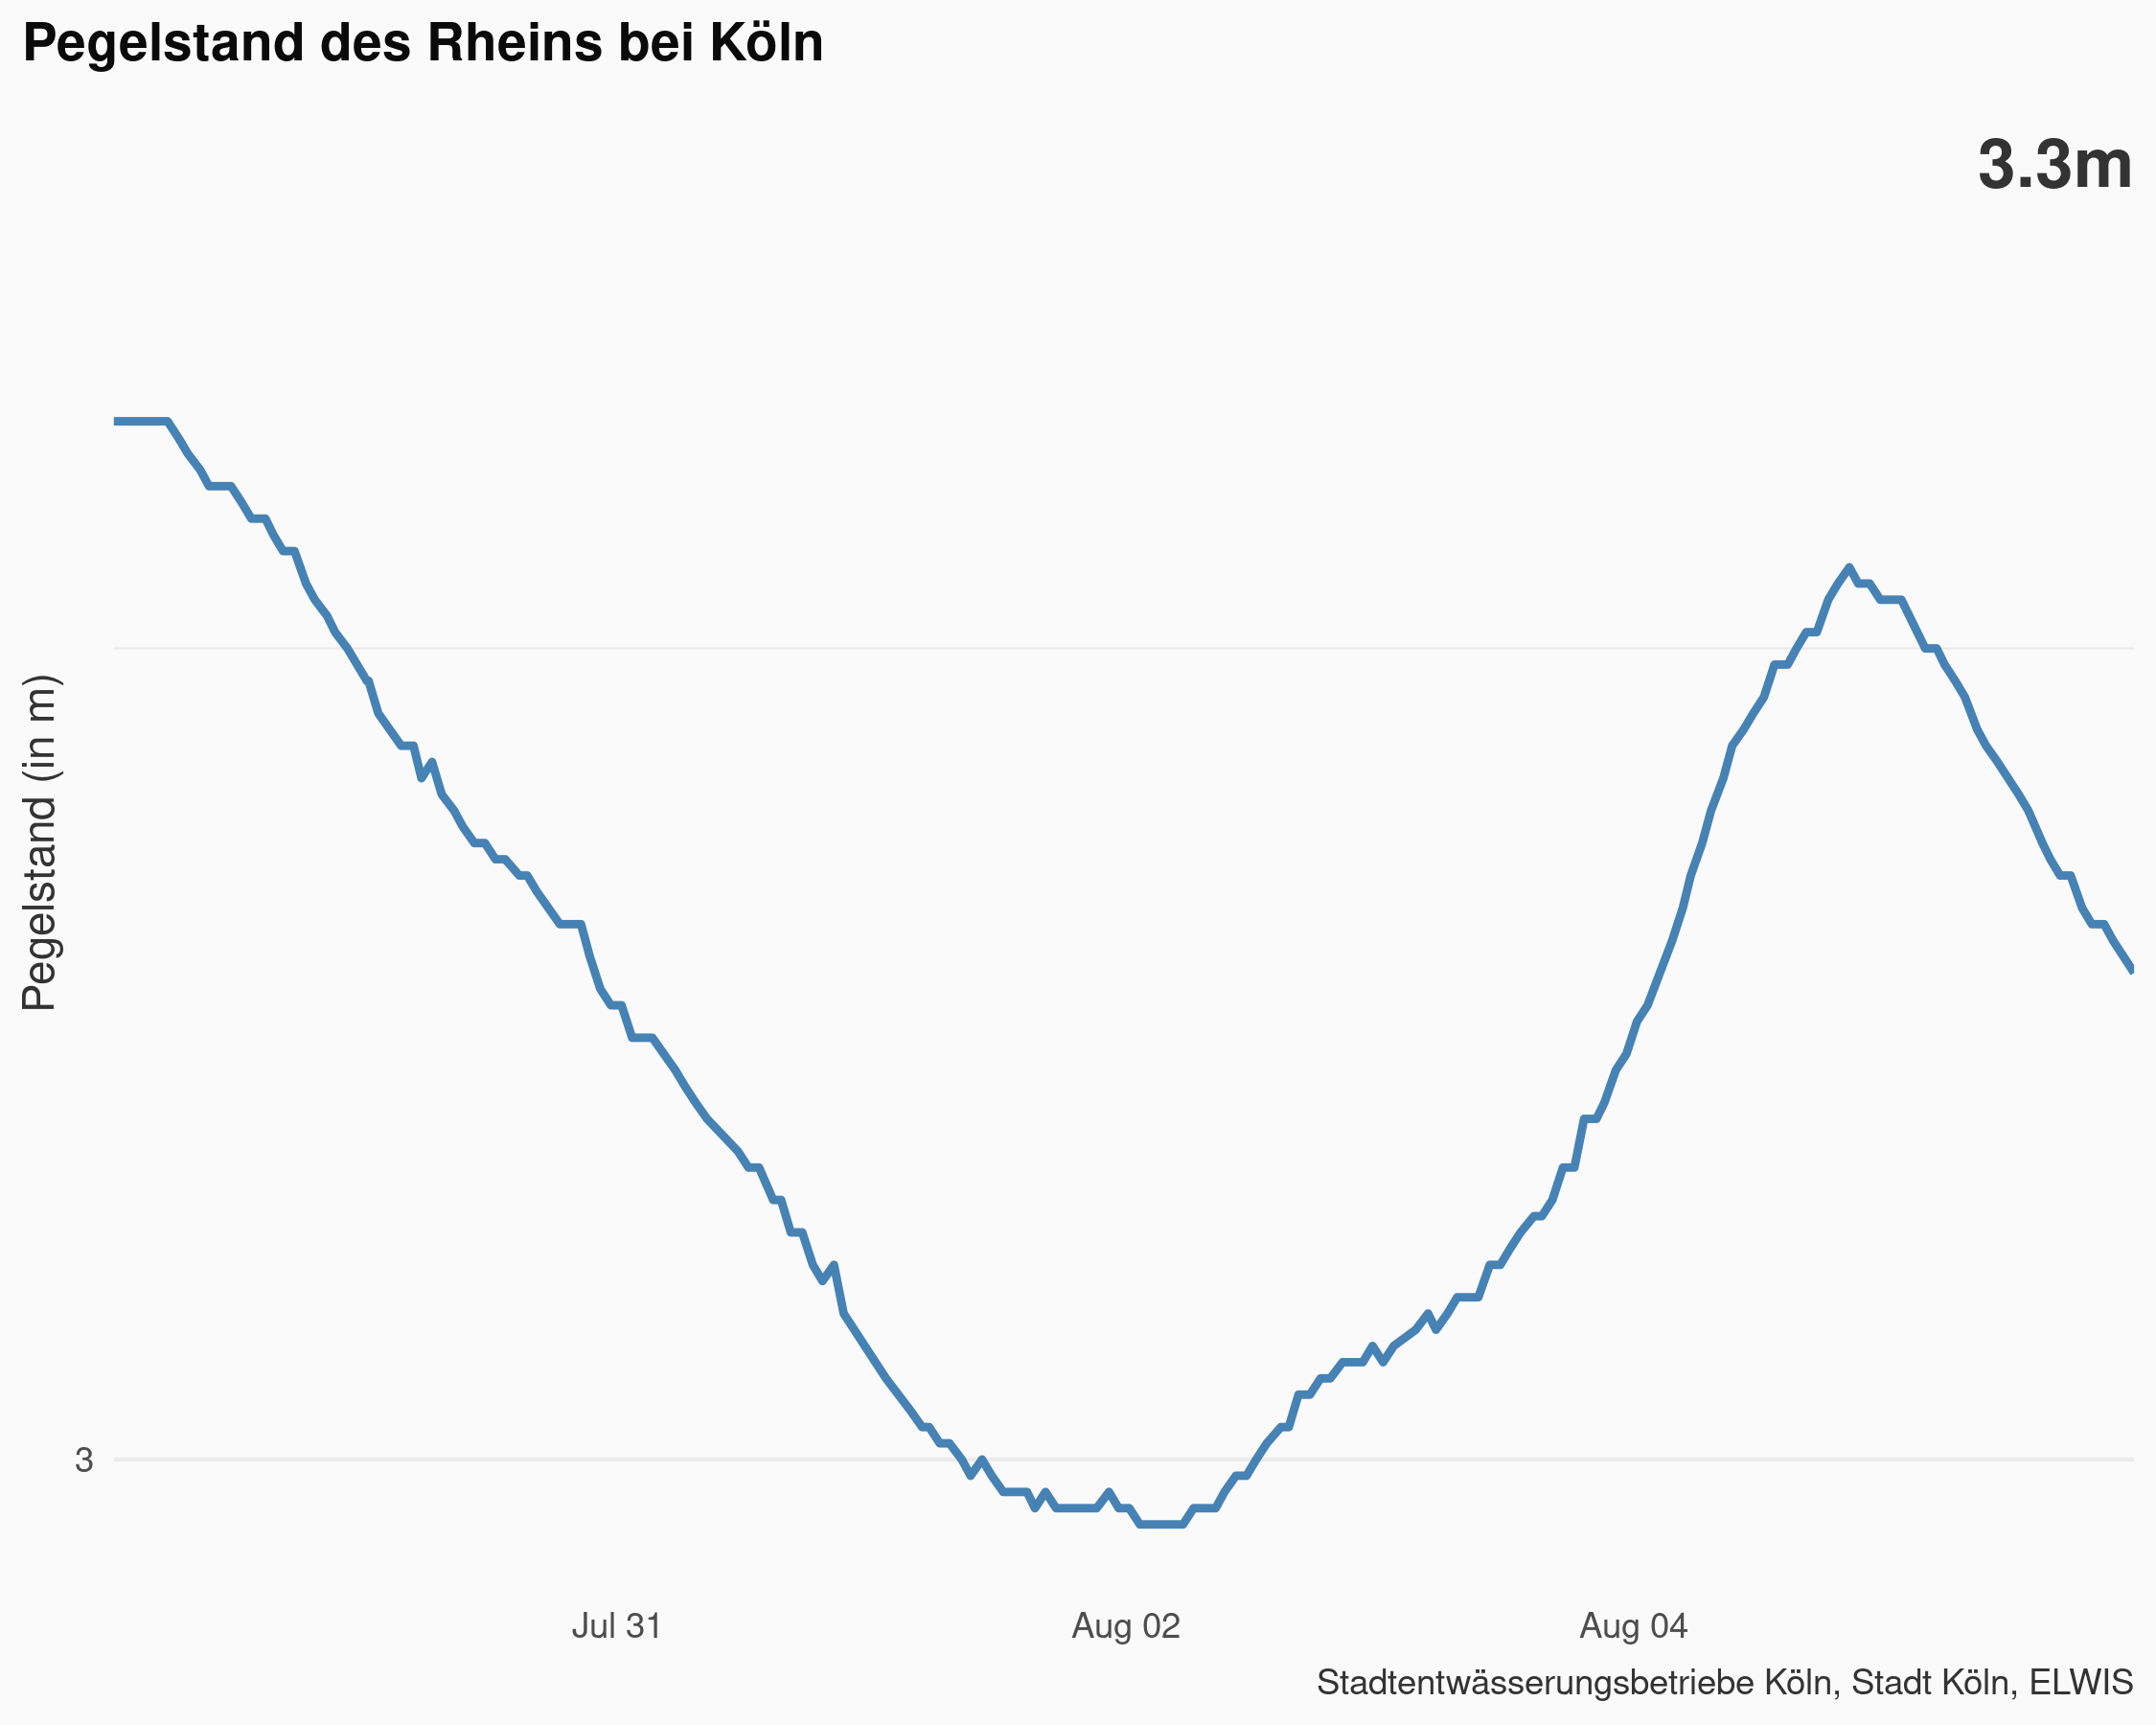 Pegelstand des Rheins bei Köln
3.3m
Pegelstand (in m)
3
Jul 31
Aug 02
Aug 04
Stadtentwässerungsbetriebe Köln, Stadt Köln, ELWIS